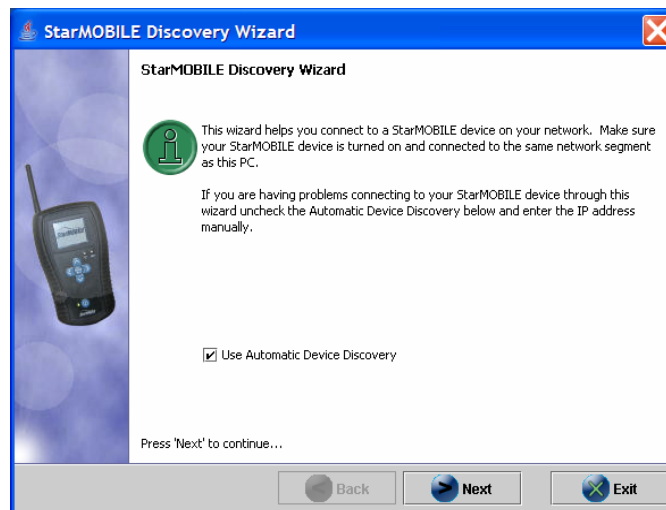 StarMOBILE Discovery Wizard
StarMOBILE Discovery Wizard
This wizard helps you connect to a StarMOBILE device on your network. Make sure
your StarMOBILE device is turned on and connected to the same network segment
as this PC.
If you are having problems connecting to your StarMOBILE device through this
wizard uncheck the Automatic Device Discovery below and enter the IP address
manually.
Use Automatic Device Discovery
Press 'Next' to continue...
Back
Next
Exit